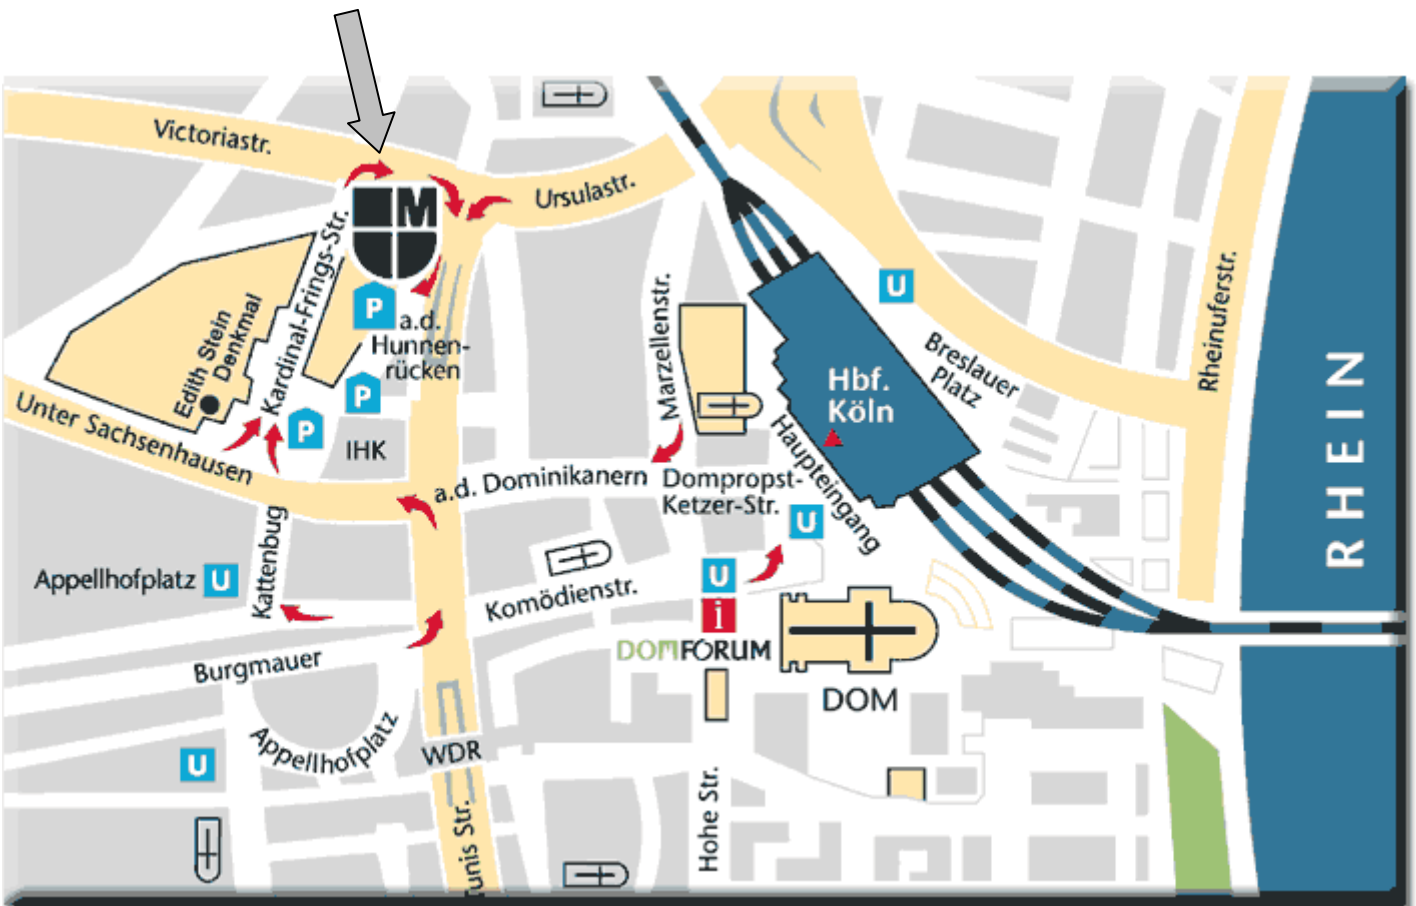 Victoriastr.
M
Ursulastr.
Kardinal-Frings-Str.
U
Rheinuferstr.
P
a.d.
Hunnen-
rücken
Edith Stein
Denkmal
Marzellenstr.
Breslauer
Platz
RHEIN
Hbf.
Köln
P
Unter Sachsenhausen
P
IHK
Haupteingang
a.d. Dominikanern
Dompropst-
Ketzer-Str.
U
Kattenbug
Appellhofplatz
U
U
Komödienstr.
i
DOMFORUM
Burgmauer
DOM
Appellhofplatz
WDR
U
Hohe Str.
Tunis Str.